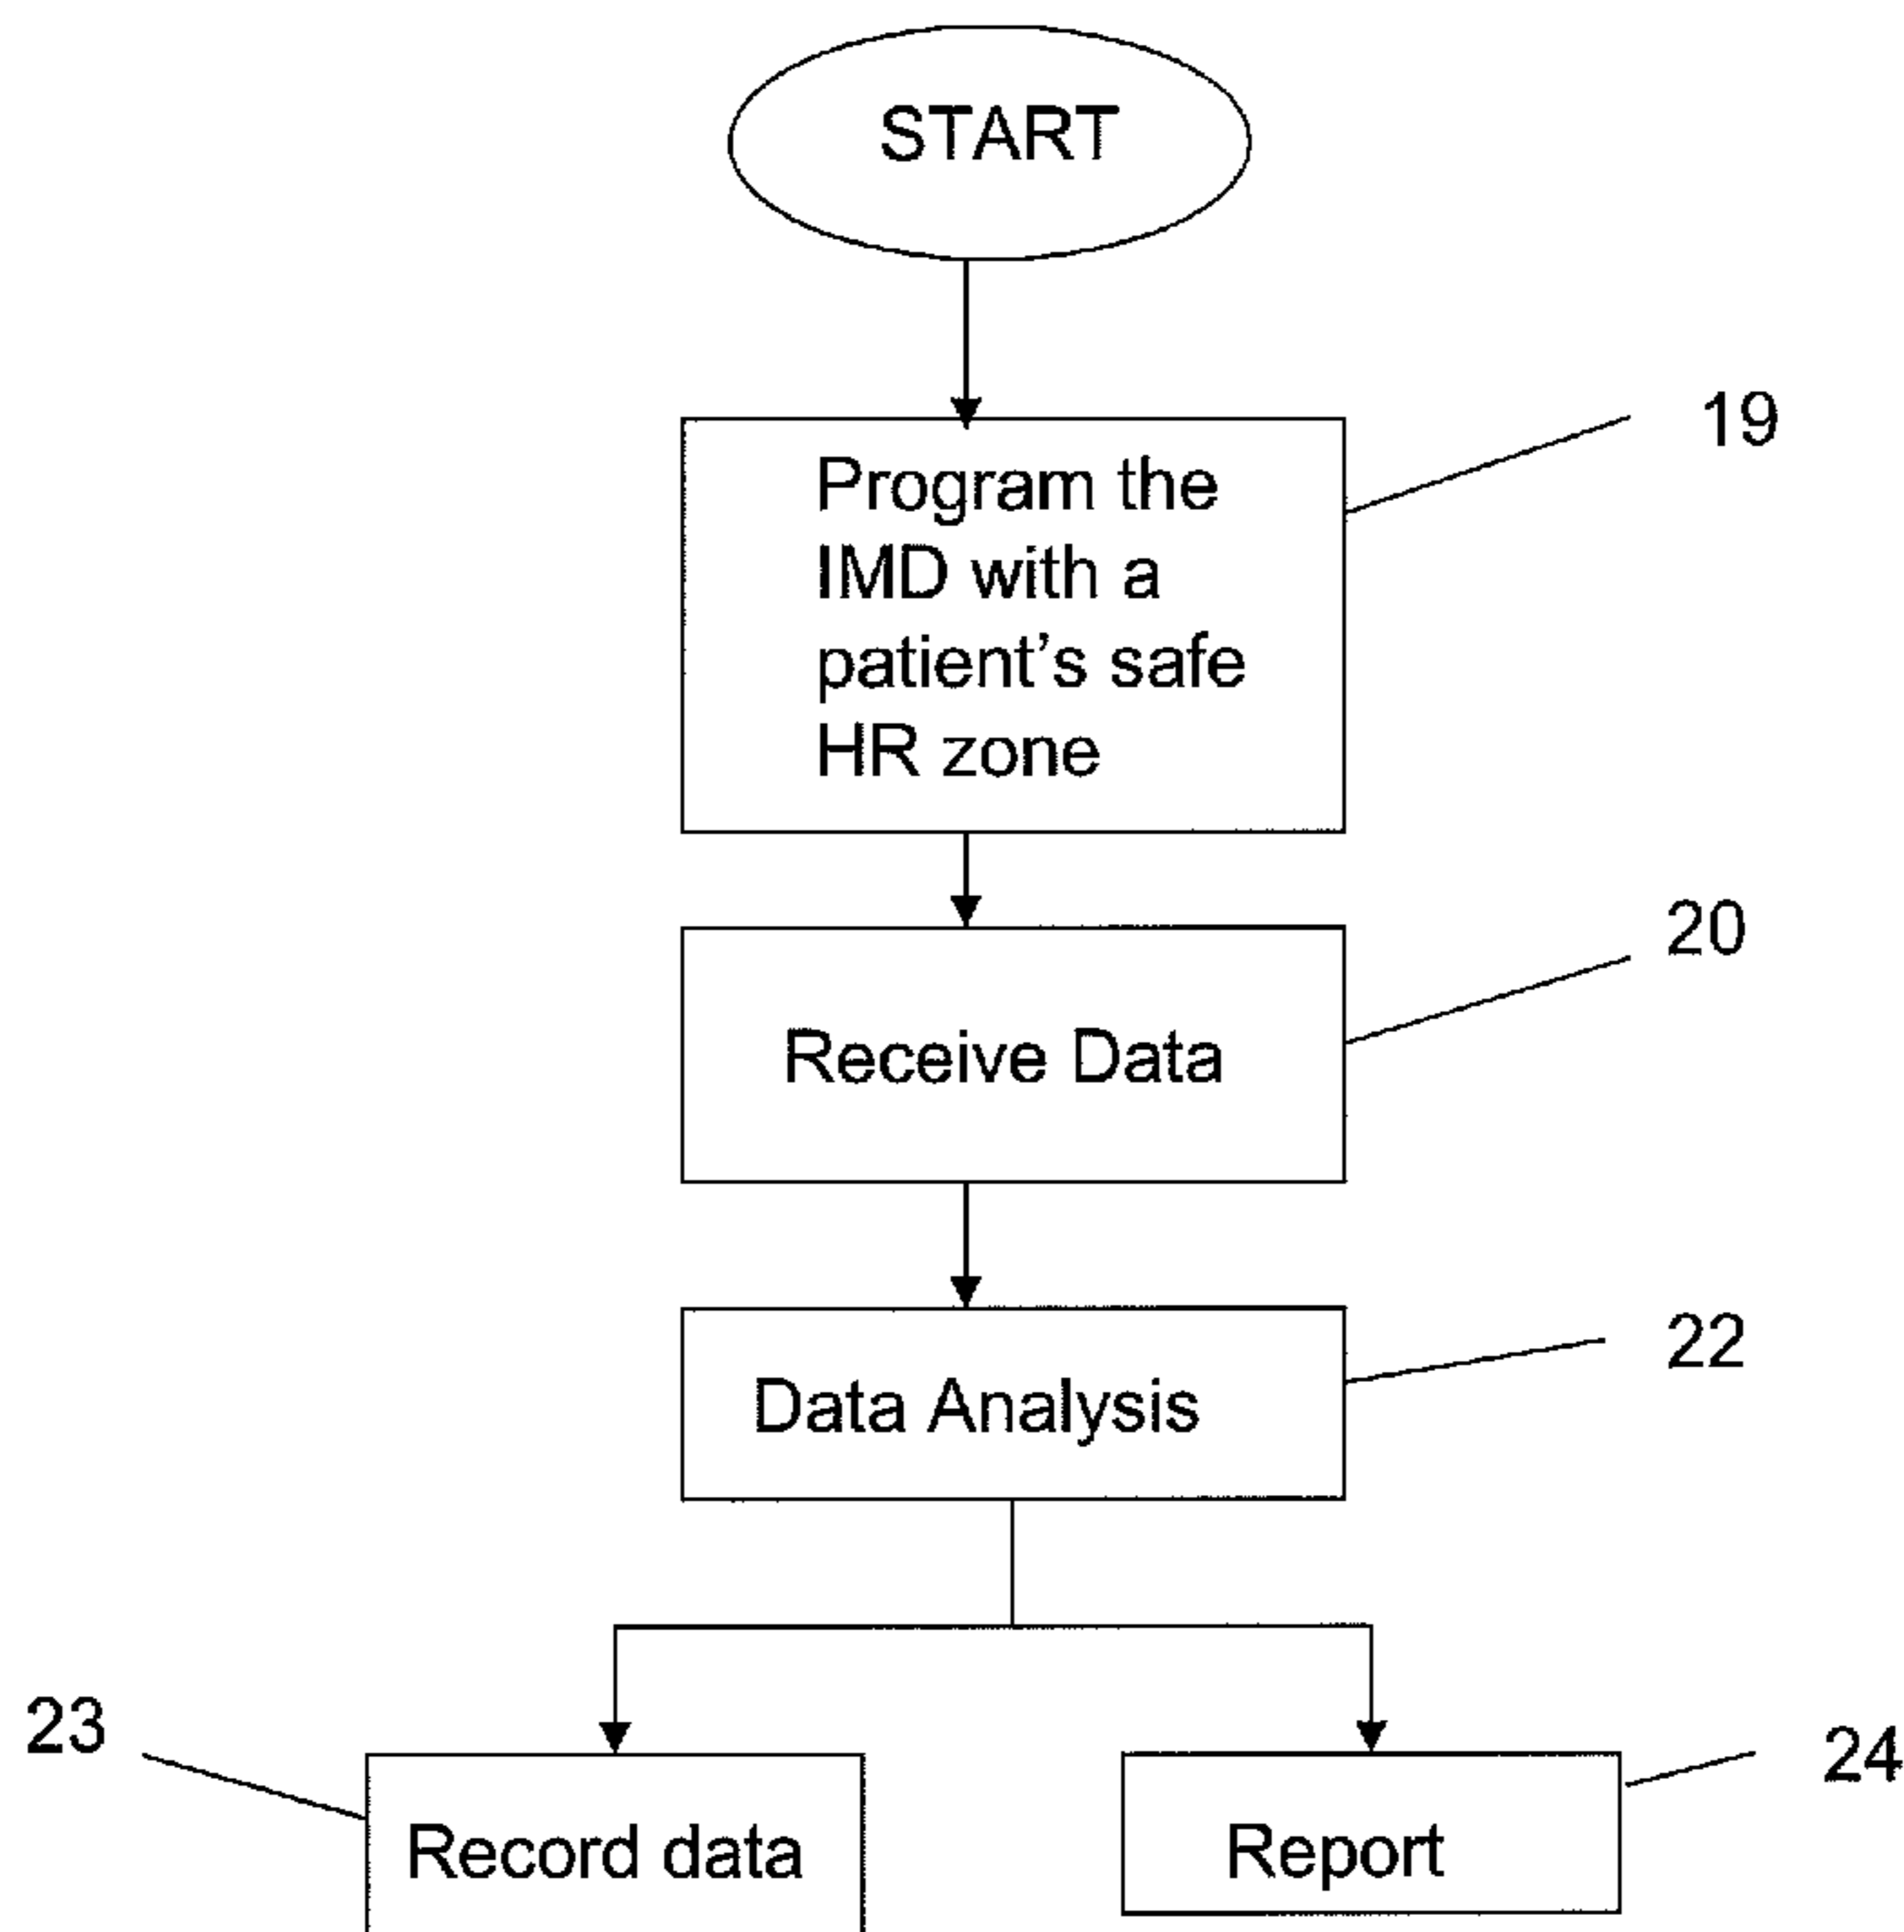 START
19
Program the
IMD with a
patient's safe
HR zone
20
Receive Data
22
Data Analysis
23
24
Record data
Report